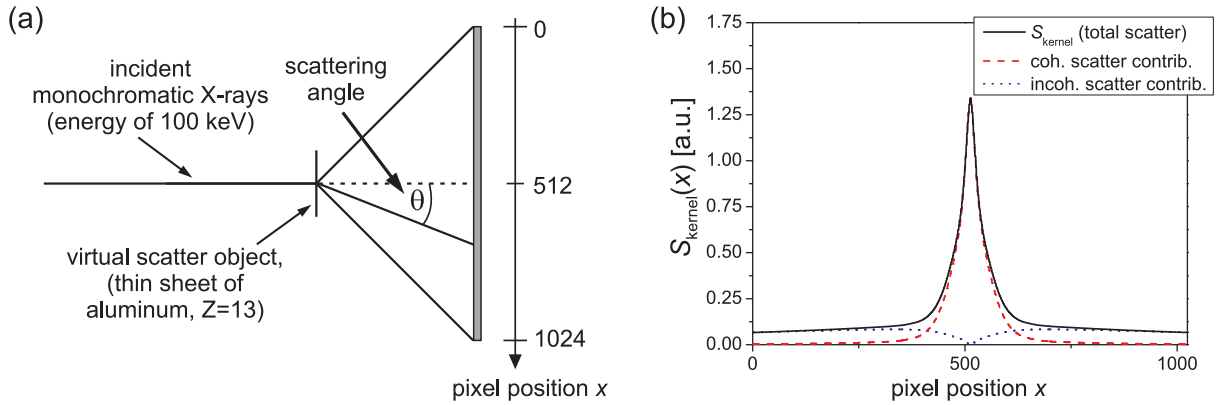 (a)
incident
monochromatic X-rays
(energy of 100 keV)
scattering
angle
θ
virtual scatter object,
(thin sheet of
aluminum, Z=13)
0
512
1024
pixel position x
(b)
S_kernel(x) [a.u.]
1.75
1.50
1.25
1.00
0.75
0.50
0.25
0.00
0
500
1000
pixel position x
S_kernel (total scatter)
coh. scatter contrib.
incoh. scatter contrib.